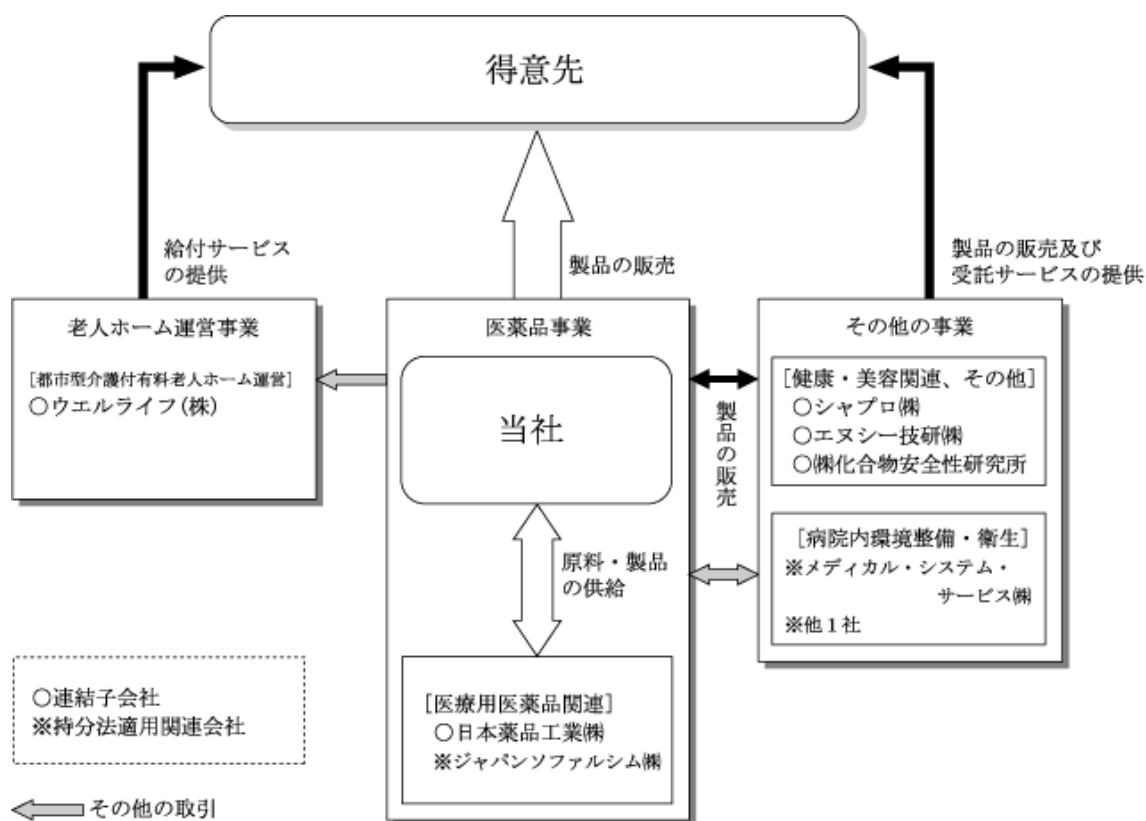 得意先
給付サービス
の提供
製品の販売
製品の販売及び
受託サービスの提供
老人ホーム運営事業
[都市型介護付有料老人ホーム運営]
○ウエルライフ(株)
医薬品事業
当社
原料・製品
の供給
[医療用医薬品関連]
○日本薬品工業㈱
※ジャパンソファルシム㈱
製品の販売
その他の事業
[健康・美容関連、その他]
○シャプロ㈱
○エヌシー技研㈱
○㈱化合物安全性研究所
[病院内環境整備・衛生]
※メディカル・システム・
サービス㈱
※他1社
○連結子会社
※持分法適用関連会社
その他の取引